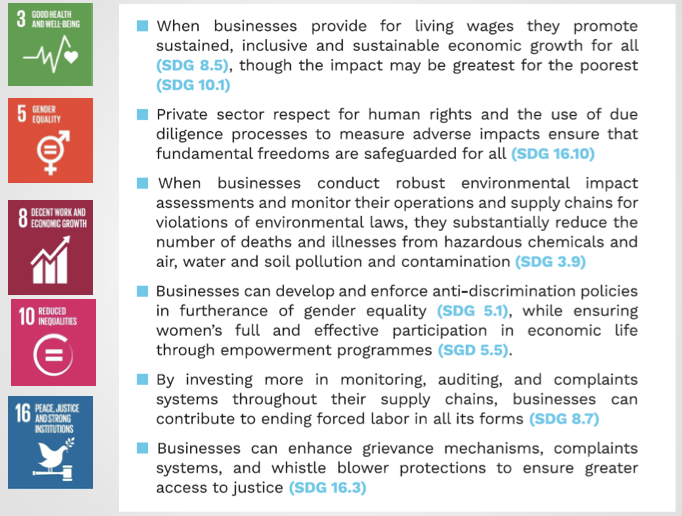 3 GOOD HEALTH
AND WELL-BEING
5 GENDER
EQUALITY
8 DECENT WORK AND
ECONOMIC GROWTH
10 REDUCED
INEQUALITIES
16 PEACE, JUSTICE
AND STRONG
INSTITUTIONS
When businesses provide for living wages they promote
sustained, inclusive and sustainable economic growth for all
(SDG 8.5), though the impact may be greatest for the poorest
(SDG 10.1)
Private sector respect for human rights and the use of due
diligence processes to measure adverse impacts ensure that
fundamental freedoms are safeguarded for all (SDG 16.10)
When businesses conduct robust environmental impact
assessments and monitor their operations and supply chains for
violations of environmental laws, they substantially reduce the
number of deaths and illnesses from hazardous chemicals and
air, water and soil pollution and contamination (SDG 3.9)
Businesses can develop and enforce anti-discrimination policies
in furtherance of gender equality (SDG 5.1), while ensuring
women's full and effective participation in economic life
through empowerment programmes (SGD 5.5).
By investing more in monitoring, auditing, and complaints
systems throughout their supply chains, businesses can
contribute to ending forced labor in all its forms (SDG 8.7)
Businesses can enhance grievance mechanisms, complaints
systems, and whistle blower protections to ensure greater
access to justice (SDG 16.3)